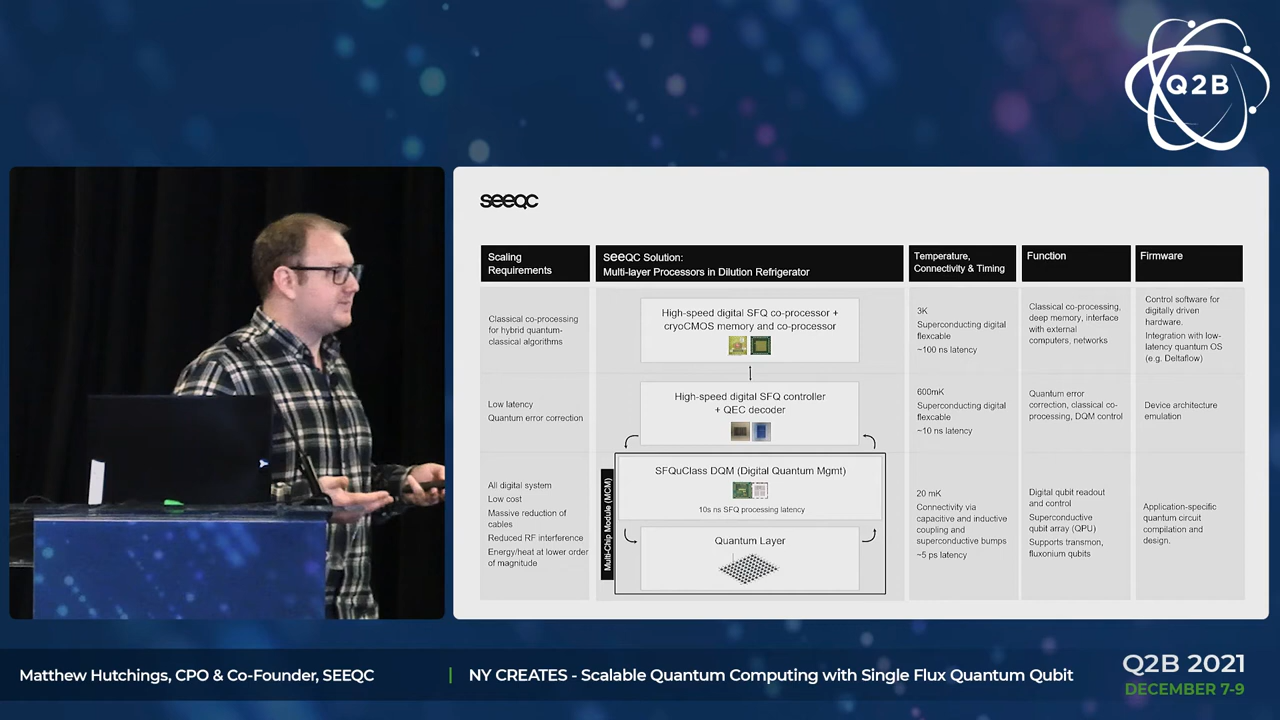 Q2B
seeqc
Scaling
Requirements
seeQC Solution:
Multi-layer Processors in Dilution Refrigerator
Temperature,
Connectivity & Timing
Function
Firmware
Classical co-processing
for hybrid quantum-
classical algorithms
High-speed digital SFQ co-processor +
cryoCMOS memory and co-processor
3K
Superconducting digital
flexcable
~100 ns latency
Classical co-processing,
deep memory, interface
with external
computers, networks
Control software for
digitally driven
hardware.
Integration with low-
latency quantum OS
(e.g. Deltaflow)
Low latency
Quantum error correction
High-speed digital SFQ controller
+ QEC decoder
600mK
Superconducting digital
flexcable
~10 ns latency
Quantum error
correction, classical co-
processing, DQM control
Device architecture
emulation
All digital system
Low cost
Massive reduction of
cables
Reduced RF interference
Energy/heat at lower order
of magnitude
Multi-Chip Module (MCM)
SFQuClass DQM (Digital Quantum Mgmt)
10s ns SFQ processing latency
Quantum Layer
20 mK
Connectivity via
capacitive and inductive
coupling and
superconductive bumps
~5 ps latency
Digital qubit readout
and control
Superconductive
qubit array (QPU)
Supports transmon,
fluxonium qubits
Application-specific
quantum circuit
compilation and
design.
Matthew Hutchings, CPO & Co-Founder, SEEQC
NY CREATES - Scalable Quantum Computing with Single Flux Quantum Qubit
Q2B 2021
DECEMBER 7-9